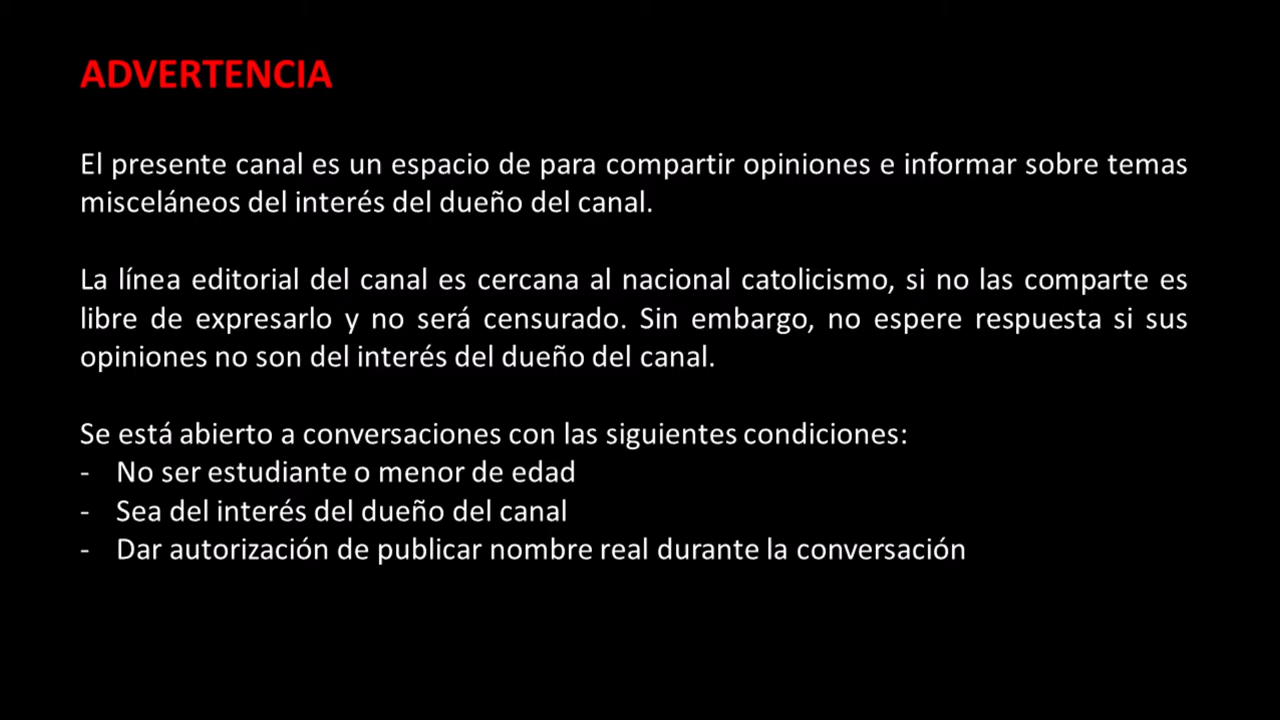 ADVERTENCIA
El presente canal es un espacio de para compartir opiniones e informar sobre temas
misceláneos del interés del dueño del canal.
La línea editorial del canal es cercana al nacional catolicismo, si no las comparte es
libre de expresarlo y no será censurado. Sin embargo, no espere respuesta si sus
opiniones no son del interés del dueño del canal.
Se está abierto a conversaciones con las siguientes condiciones:
- No ser estudiante o menor de edad
- Sea del interés del dueño del canal
- Dar autorización de publicar nombre real durante la conversación